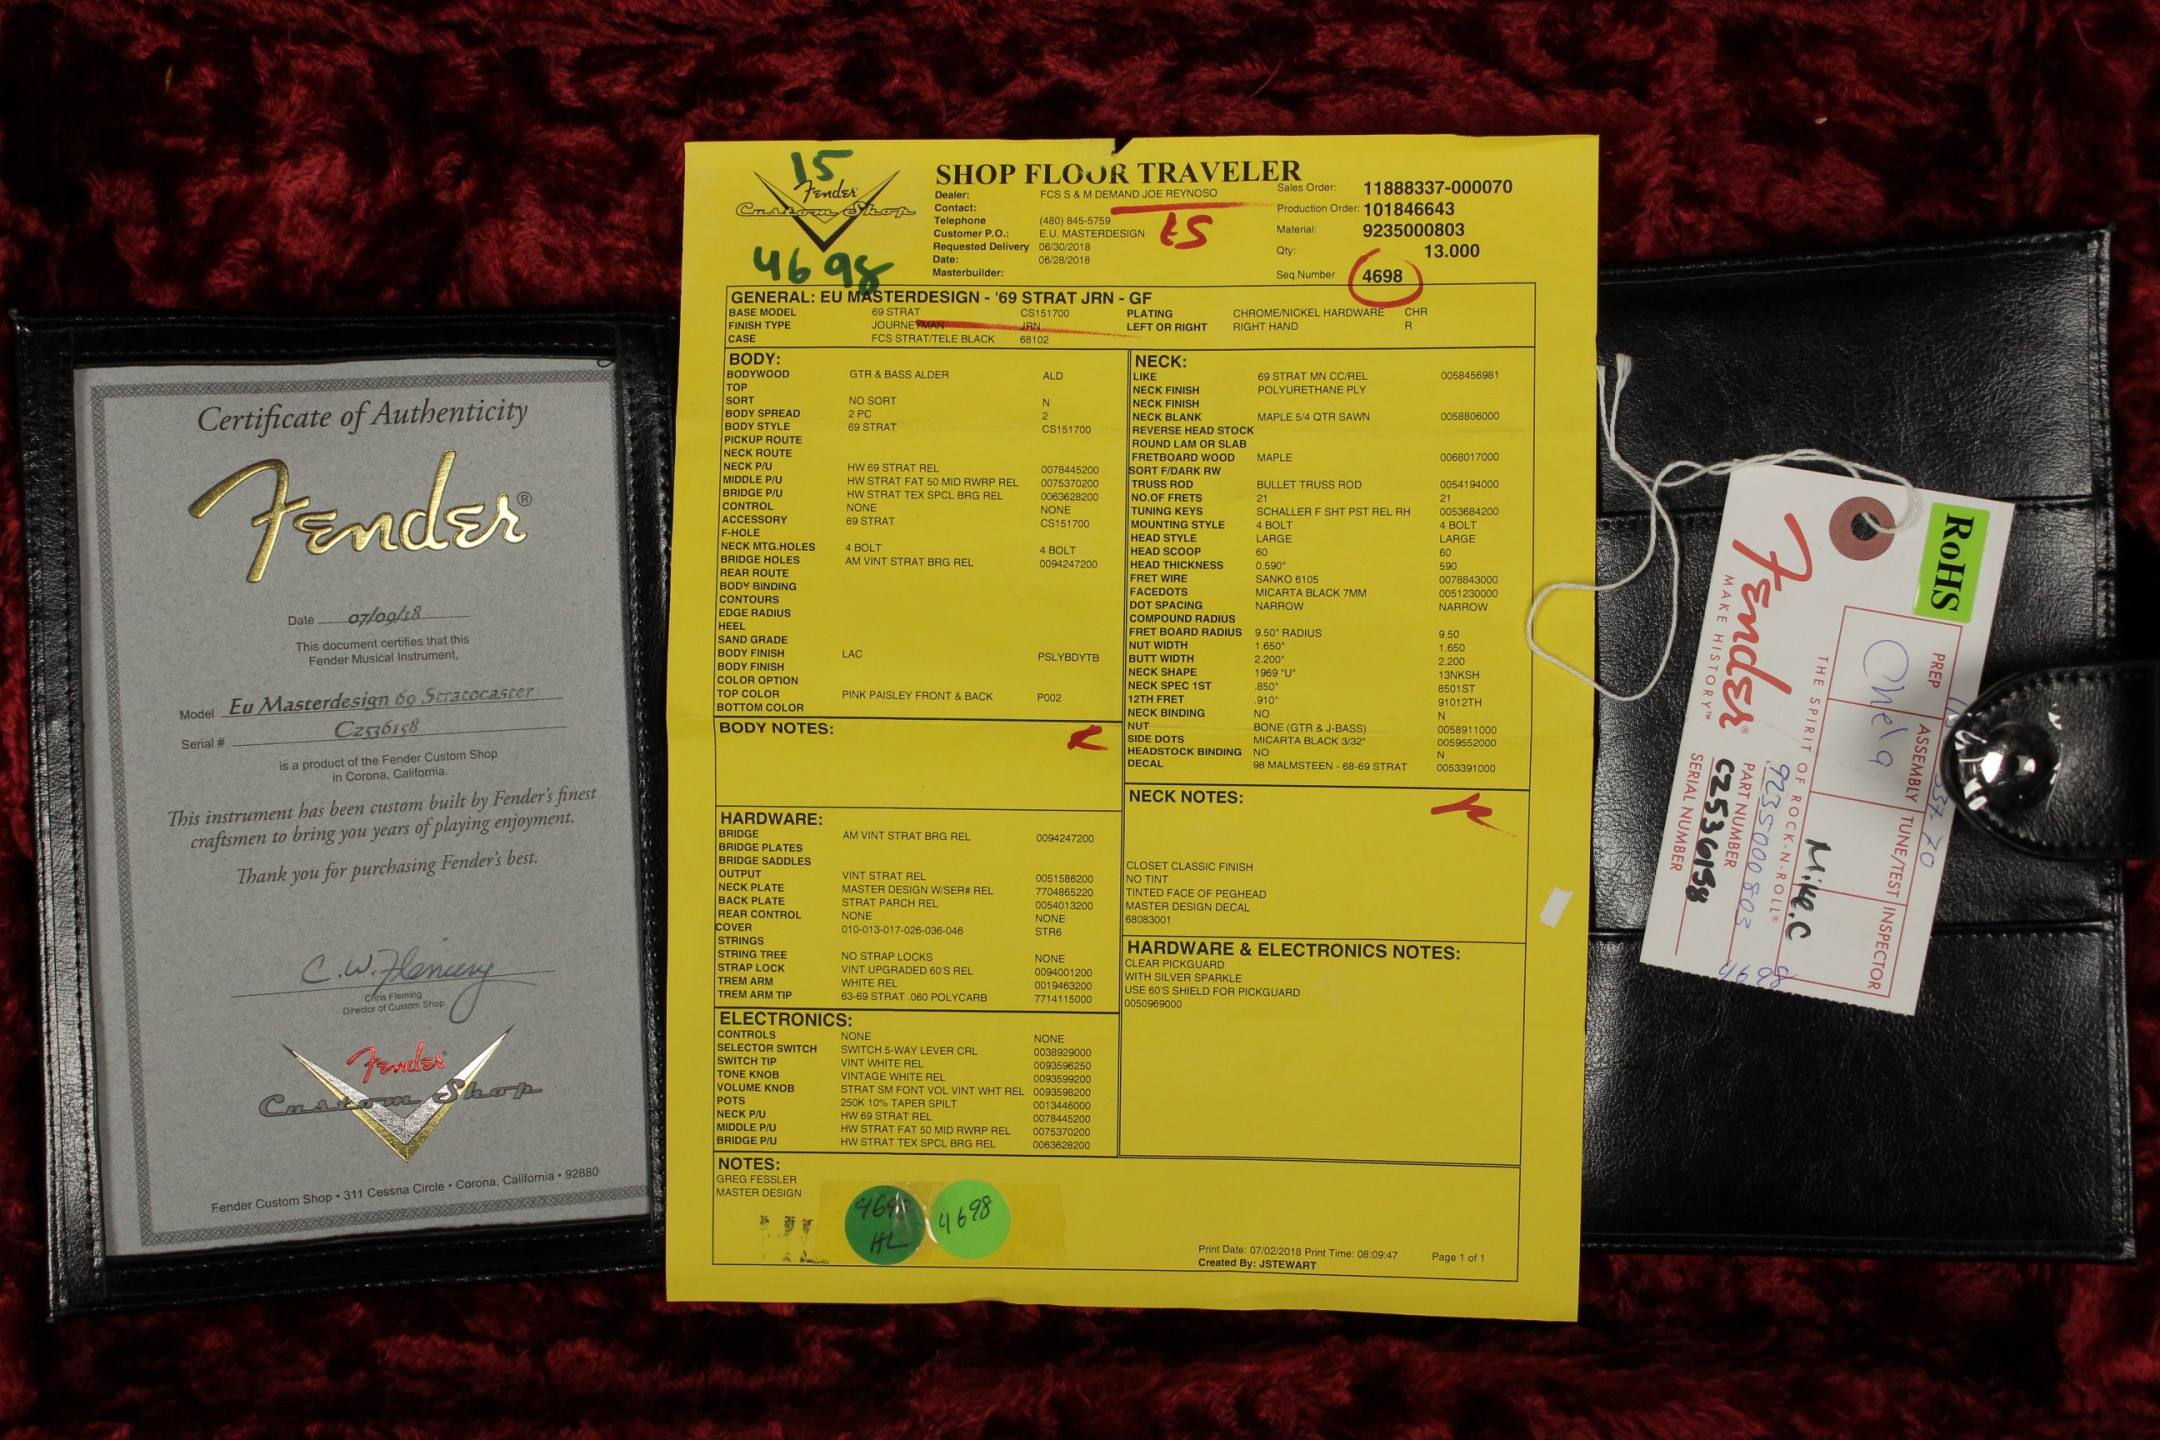 Certificate of Authenticity
Fender®
Date 07/09/18
This document certifies that this
Fender Musical Instrument,
Model Eu Masterdesign 69 Stratocaster
Serial # CZ536158
is a product of the Fender Custom Shop
in Corona, California.
This instrument has been custom built by Fender's finest
craftsmen to bring you years of playing enjoyment.
Thank you for purchasing Fender's best.
C.W. Fleming
Chris Fleming
Director of Custom Shop
Fender
Custom Shop
Fender Custom Shop • 311 Cessna Circle • Corona, California • 92880
15
Fender
Custom Shop
4698
SHOP FLOOR TRAVELER
Dealer: FCS S & M DEMAND JOE REYNOSO
Contact:
Telephone (480) 845-5759
Customer P.O.: E.U. MASTERDESIGN
Requested Delivery 06/30/2018
Date: 06/28/2018
Masterbuilder:
ts
Sales Order: 11888337-000070
Production Order: 101846643
Material: 9235000803
Qty: 13.000
Seq.Number 4698
GENERAL: EU MASTERDESIGN - '69 STRAT JRN - GF
BASE MODEL 69 STRAT CS151700 PLATING CHROME/NICKEL HARDWARE CHR
FINISH TYPE JOURNEYMAN JRN LEFT OR RIGHT RIGHT HAND R
CASE FCS STRAT/TELE BLACK 68102
BODY:
BODYWOOD GTR & BASS ALDER ALD
TOP
SORT NO SORT N
BODY SPREAD 2 PC 2
BODY STYLE 69 STRAT CS151700
PICKUP ROUTE
NECK ROUTE
NECK P/U HW 69 STRAT REL 0078445200
MIDDLE P/U HW STRAT FAT 50 MID RWRP REL 0075370200
BRIDGE P/U HW STRAT TEX SPCL BRG REL 0063628200
CONTROL NONE NONE
ACCESSORY 69 STRAT CS151700
F-HOLE
NECK MTG.HOLES 4 BOLT 4 BOLT
BRIDGE HOLES AM VINT STRAT BRG REL 0094247200
REAR ROUTE
BODY BINDING
CONTOURS
EDGE RADIUS
HEEL
SAND GRADE
BODY FINISH LAC PSLYBDYTB
BODY FINISH
COLOR OPTION
TOP COLOR PINK PAISLEY FRONT & BACK P002
BOTTOM COLOR
BODY NOTES:
HARDWARE:
BRIDGE AM VINT STRAT BRG REL 0094247200
BRIDGE PLATES
BRIDGE SADDLES
OUTPUT VINT STRAT REL 0051586200
NECK PLATE MASTER DESIGN W/SER# REL 7704865220
BACK PLATE STRAT PARCH REL 0054013200
REAR CONTROL NONE NONE
COVER 010-013-017-026-036-046 STR6
STRINGS
STRING TREE NO STRAP LOCKS NONE
STRAP LOCK VINT UPGRADED 60'S REL 0094001200
TREM ARM WHITE REL 0019463200
TREM ARM TIP 63-69 STRAT .060 POLYCARB 7714115000
ELECTRONICS:
CONTROLS NONE NONE
SELECTOR SWITCH SWITCH 5-WAY LEVER CRL 0038929000
SWITCH TIP VINT WHITE REL 0093596250
TONE KNOB VINTAGE WHITE REL 0093599200
VOLUME KNOB STRAT SM FONT VOL VINT WHT REL 0093598200
POTS 250K 10% TAPER SPILT 0013446000
NECK P/U HW 69 STRAT REL 0078445200
MIDDLE P/U HW STRAT FAT 50 MID RWRP REL 0075370200
BRIDGE P/U HW STRAT TEX SPCL BRG REL 0063628200
NECK:
LIKE 69 STRAT MN CC/REL 0058456981
NECK FINISH POLYURETHANE PLY
NECK FINISH
NECK BLANK MAPLE 5/4 QTR SAWN 0058806000
REVERSE HEAD STOCK
ROUND LAM OR SLAB
FRETBOARD WOOD MAPLE 0068017000
SORT F/DARK RW
TRUSS ROD BULLET TRUSS ROD 0054194000
NO.OF FRETS 21 21
TUNING KEYS SCHALLER F SHT PST REL RH 0053684200
MOUNTING STYLE 4 BOLT 4 BOLT
HEAD STYLE LARGE LARGE
HEAD SCOOP 60 60
HEAD THICKNESS 0.590" 590
FRET WIRE SANKO 6105 0078843000
FACEDOTS MICARTA BLACK 7MM 0051230000
DOT SPACING NARROW NARROW
COMPOUND RADIUS
FRET BOARD RADIUS 9.50" RADIUS 9.50
NUT WIDTH 1.650" 1.650
BUTT WIDTH 2.200" 2.200
NECK SHAPE 1969 "U" 13NKSH
NECK SPEC 1ST .850" 8501ST
12TH FRET .910" 91012TH
NECK BINDING NO N
NUT BONE (GTR & J-BASS) 0058911000
SIDE DOTS MICARTA BLACK 3/32" 0059552000
HEADSTOCK BINDING NO N
DECAL 98 MALMSTEEN - 68-69 STRAT 0053391000
NECK NOTES:
CLOSET CLASSIC FINISH
NO TINT
TINTED FACE OF PEGHEAD
MASTER DESIGN DECAL
68083001
HARDWARE & ELECTRONICS NOTES:
CLEAR PICKGUARD
WITH SILVER SPARKLE
USE 60'S SHIELD FOR PICKGUARD
0050969000
NOTES:
GREG FESSLER
MASTER DESIGN
4698
HL
4698
Print Date: 07/02/2018 Print Time: 08:09:47 Page 1 of 1
Created By: JSTEWART
RoHS
Fender®
MAKE HISTORY™
THE SPIRIT OF ROCK-N-ROLL®
PREP
ASSEMBLY
TUNE/TEST
INSPECTOR
Chela
Mike.C
9235000803
PART NUMBER
CZ536158
SERIAL NUMBER